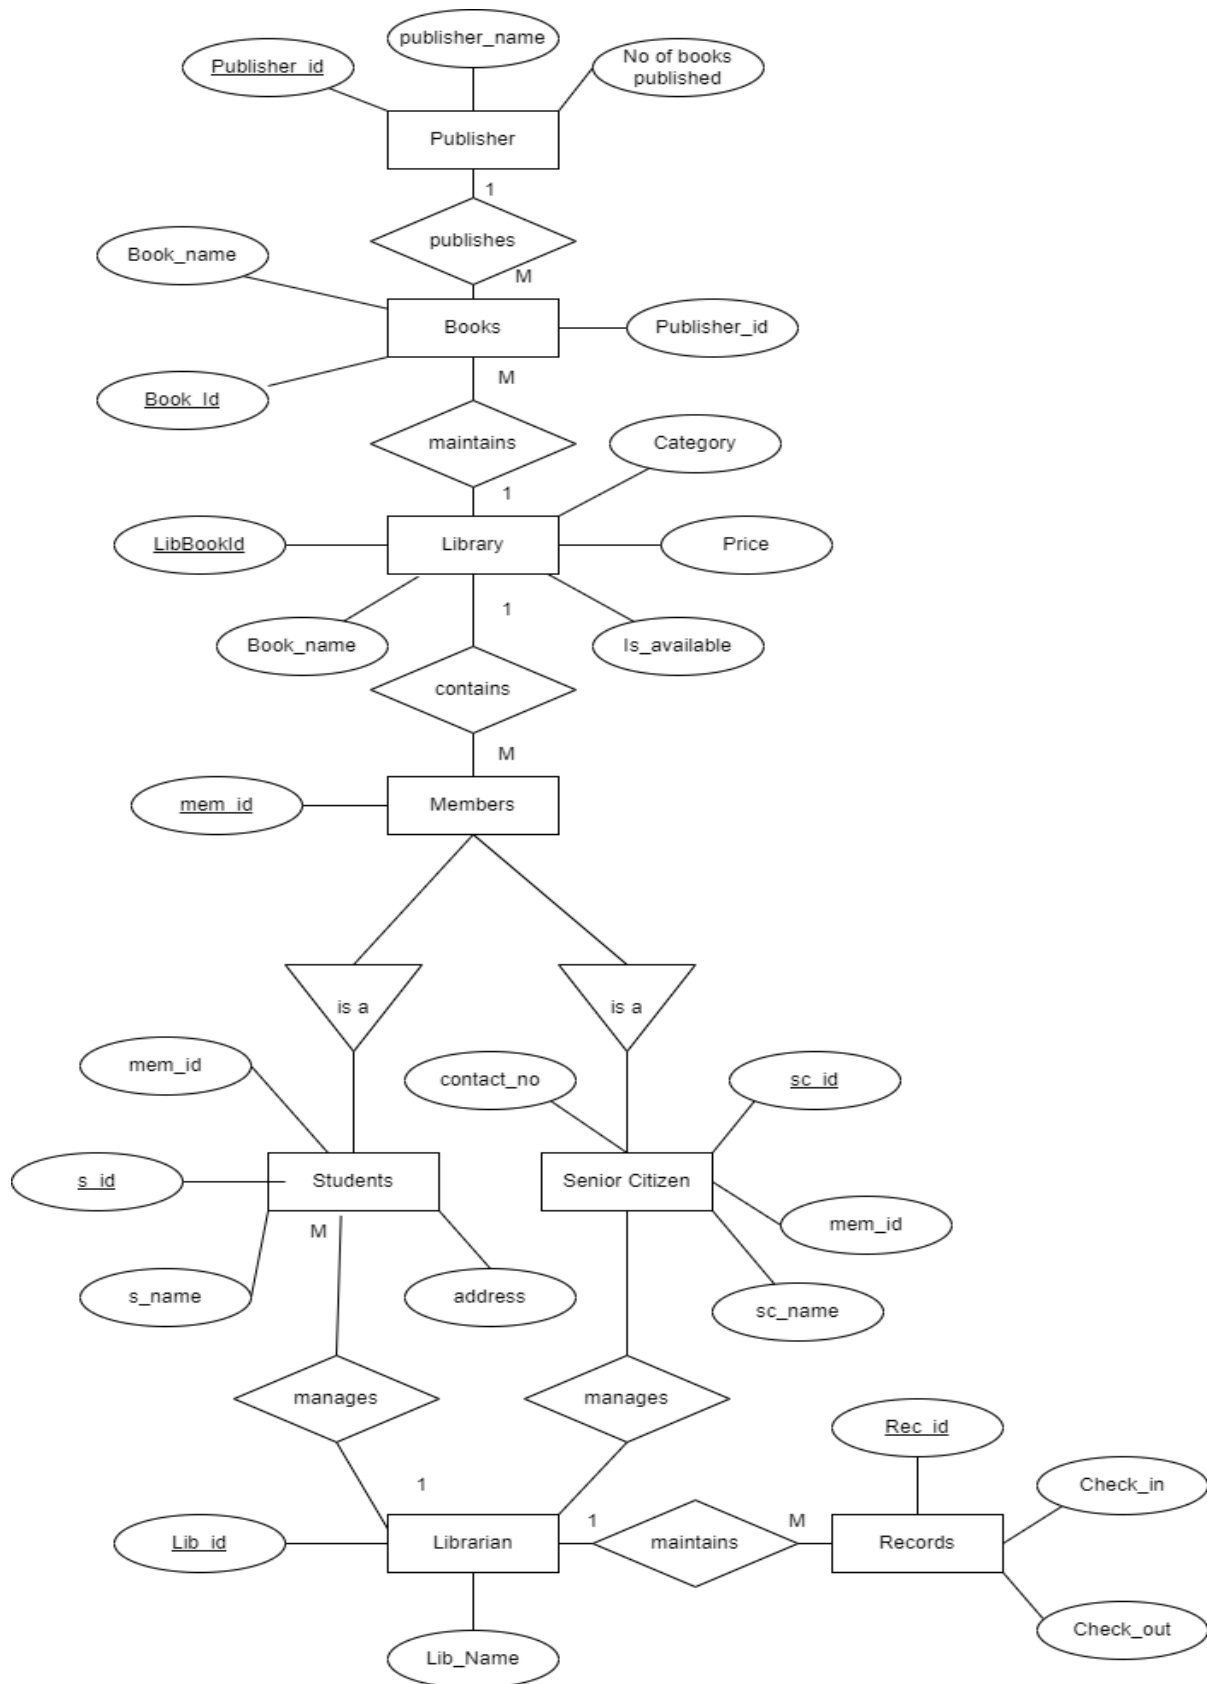 publisher_name
Publisher_id
No of books
published
Publisher
1
publishes
Book_name
M
Books
Publisher_id
M
Book_Id
maintains
Category
1
LibBookId
Library
Price
1
Book_name
Is_available
contains
M
mem_id
Members
is a
is a
mem_id
contact_no
sc_id
s_id
Students
Senior Citizen
mem_id
M
s_name
address
sc_name
manages
manages
Rec_id
1
Check_in
1
M
Lib_id
Librarian
maintains
Records
Check_out
Lib_Name